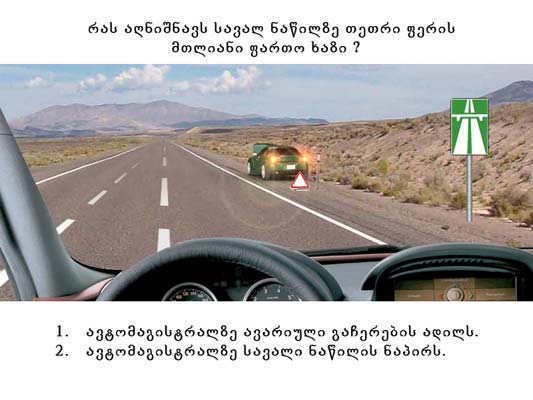 რას აღნიშნავს სავალ ნაწილზე თეთრი ფერის
მთლიანი ფართო ხაზი ?
1. ავტომაგისტრალზე ავარიული გაჩერების ადილს.
2. ავტომაგისტრალზე სავალი ნაწილის ნაპირს.